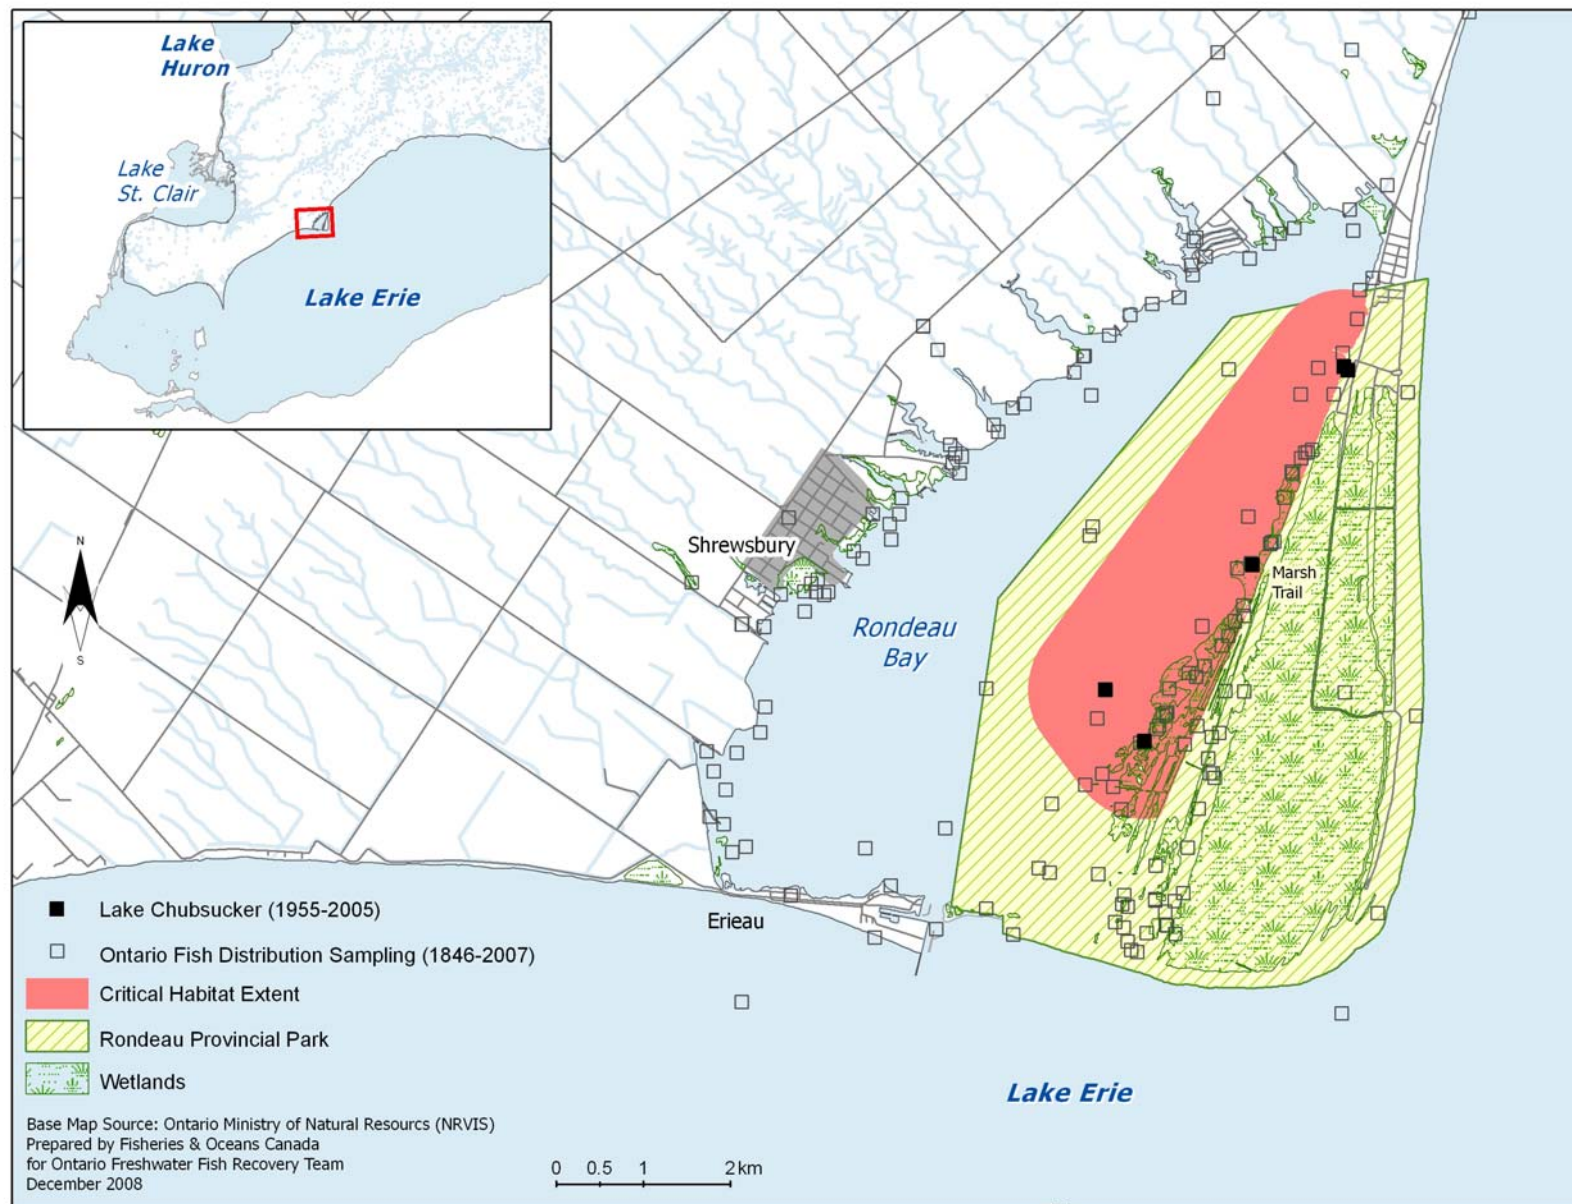 Lake
Huron
Lake
St. Clair
Lake Erie
Shrewsbury
Rondeau
Bay
Marsh
Trail
N
S
Erieau
Lake Erie
Lake Chubsucker (1955-2005)
Ontario Fish Distribution Sampling (1846-2007)
Critical Habitat Extent
Rondeau Provincial Park
Wetlands
Base Map Source: Ontario Ministry of Natural Resourcs (NRVIS)
Prepared by Fisheries & Oceans Canada
for Ontario Freshwater Fish Recovery Team
December 2008
0 0.5 1 2 km